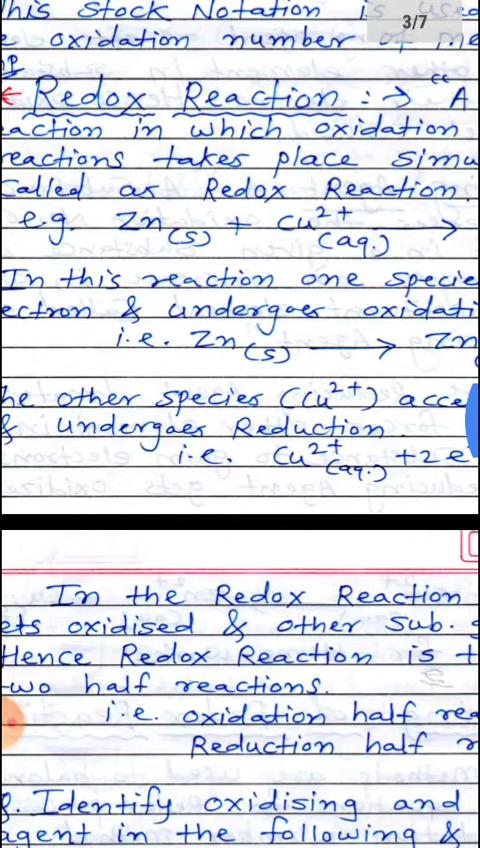 his Stock Notation is used
3/7
e oxidation number of me
← Redox Reaction :→ " A
action in which oxidation
reactions takes place simu
Called as Redox Reaction.
e.g. Zn(s) + Cu²⁺(aq.) →
In this reaction one specie
ectron & undergoes oxidati
i.e. Zn(s) → Zn
he other species (Cu²⁺) acce
& undergoes Reduction.
i.e. Cu²⁺(aq.) +2e
In the Redox Reaction
ets oxidised & other sub. g
Hence Redox Reaction is t
two half reactions.
i.e. oxidation half rea
Reduction half r
Q. Identify oxidising and
agent in the following &